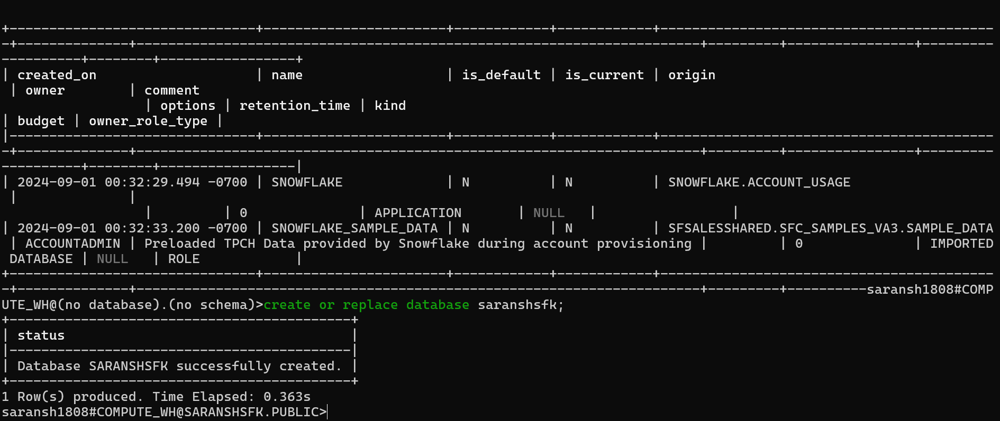 +-------------------------------+-----------------------+------------+------------+------------------------------------------
-+--------------+-----------------------------------------------------------------------+---------+----------------+---------
----------+--------+-----------------+
| created_on                    | name                  | is_default | is_current | origin
 | owner        | comment
                  | options | retention_time | kind
| budget | owner_role_type |
|-------------------------------+-----------------------+------------+------------+------------------------------------------
-+--------------+-----------------------------------------------------------------------+---------+----------------+---------
----------+--------+-----------------|
| 2024-09-01 00:32:29.494 -0700 | SNOWFLAKE             | N          | N          | SNOWFLAKE.ACCOUNT_USAGE
 |              |
                  |         | 0              | APPLICATION       | NULL   |                 |
| 2024-09-01 00:32:33.200 -0700 | SNOWFLAKE_SAMPLE_DATA | N          | N          | SFSALESSHARED.SFC_SAMPLES_VA3.SAMPLE_DATA
 | ACCOUNTADMIN | Preloaded TPCH Data provided by Snowflake during account provisioning |         | 0              | IMPORTED
 DATABASE | NULL   | ROLE            |
+-------------------------------+-----------------------+------------+------------+------------------------------------------
-+--------------+-----------------------------------------------------------------------+---------+----------saransh1808#COMP
UTE_WH@(no database).(no schema)>create or replace database saranshsfk;
+-------------------------------------------+
| status                                    |
|-------------------------------------------|
| Database SARANSHSFK successfully created. |
+-------------------------------------------+
1 Row(s) produced. Time Elapsed: 0.363s
saransh1808#COMPUTE_WH@SARANSHSFK.PUBLIC>